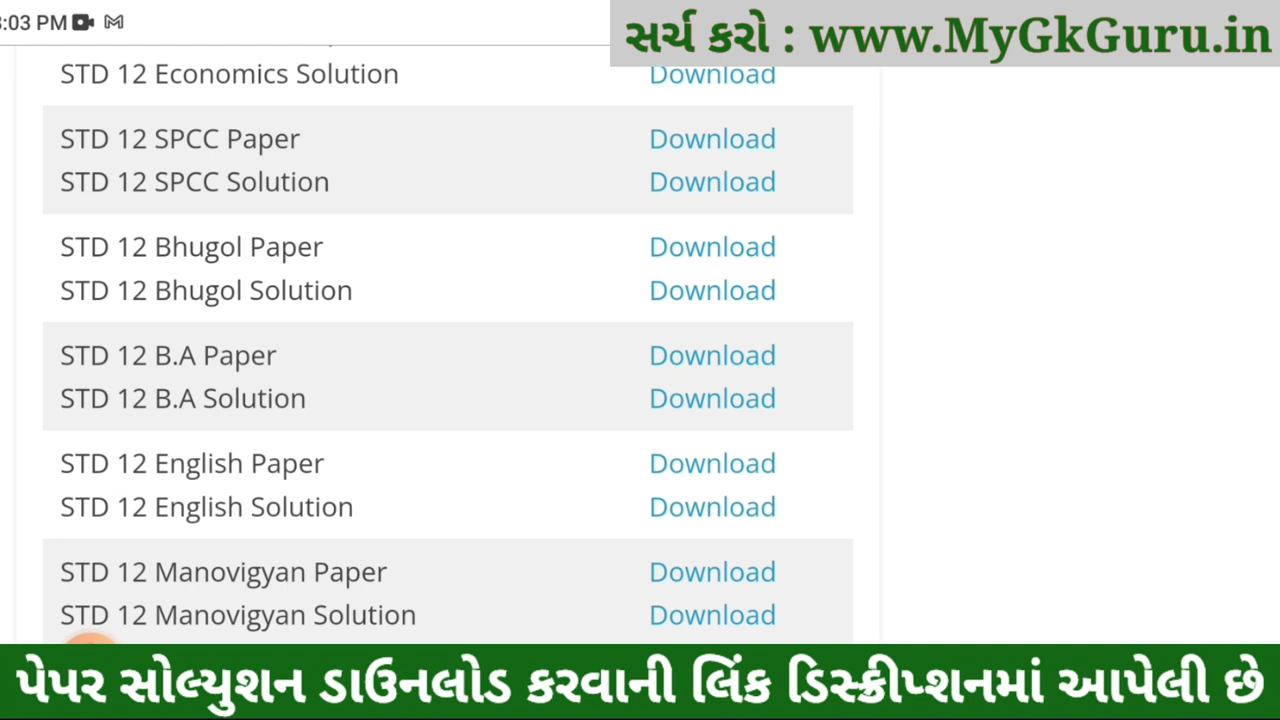 :03 PM
સર્ચ કરો : www.MyGkGuru.in
STD 12 Economics Solution Download
STD 12 SPCC Paper Download
STD 12 SPCC Solution Download
STD 12 Bhugol Paper Download
STD 12 Bhugol Solution Download
STD 12 B.A Paper Download
STD 12 B.A Solution Download
STD 12 English Paper Download
STD 12 English Solution Download
STD 12 Manovigyan Paper Download
STD 12 Manovigyan Solution Download
પેપર સોલ્યુશન ડાઉનલોડ કરવાની લિંક ડિસ્ક્રીપ્શનમાં આપેલી છે